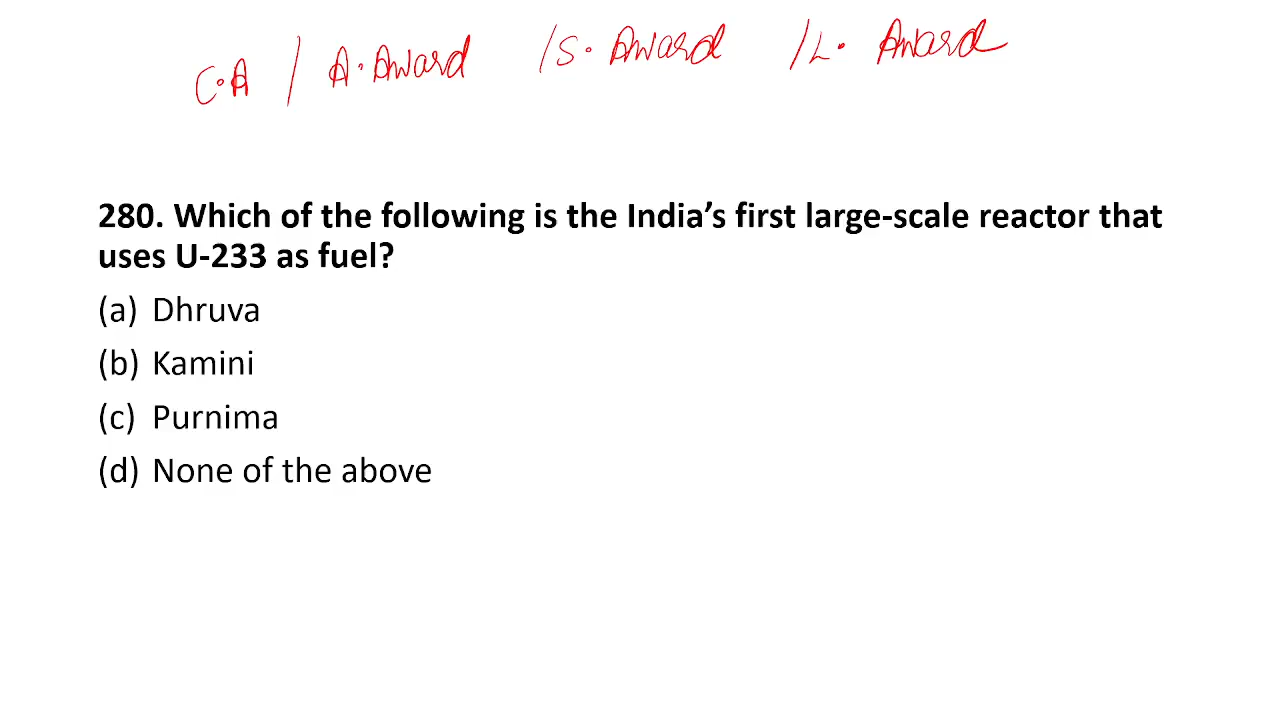 C.A / A. Award /S. Award /L. Award
280. Which of the following is the India’s first large-scale reactor that
uses U-233 as fuel?
(a) Dhruva
(b) Kamini
(c) Purnima
(d) None of the above